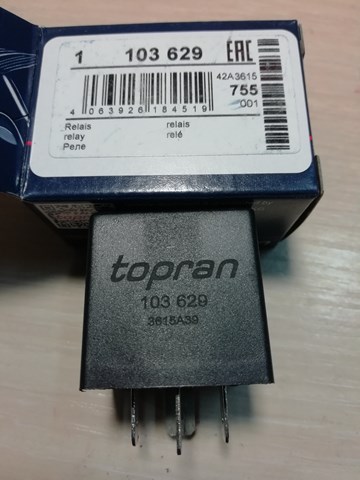 1 103 629 EAC
42A3615
755
001
4 063926 184519
Relais relais
relay relé
Реле
topran
103 629
3615A39